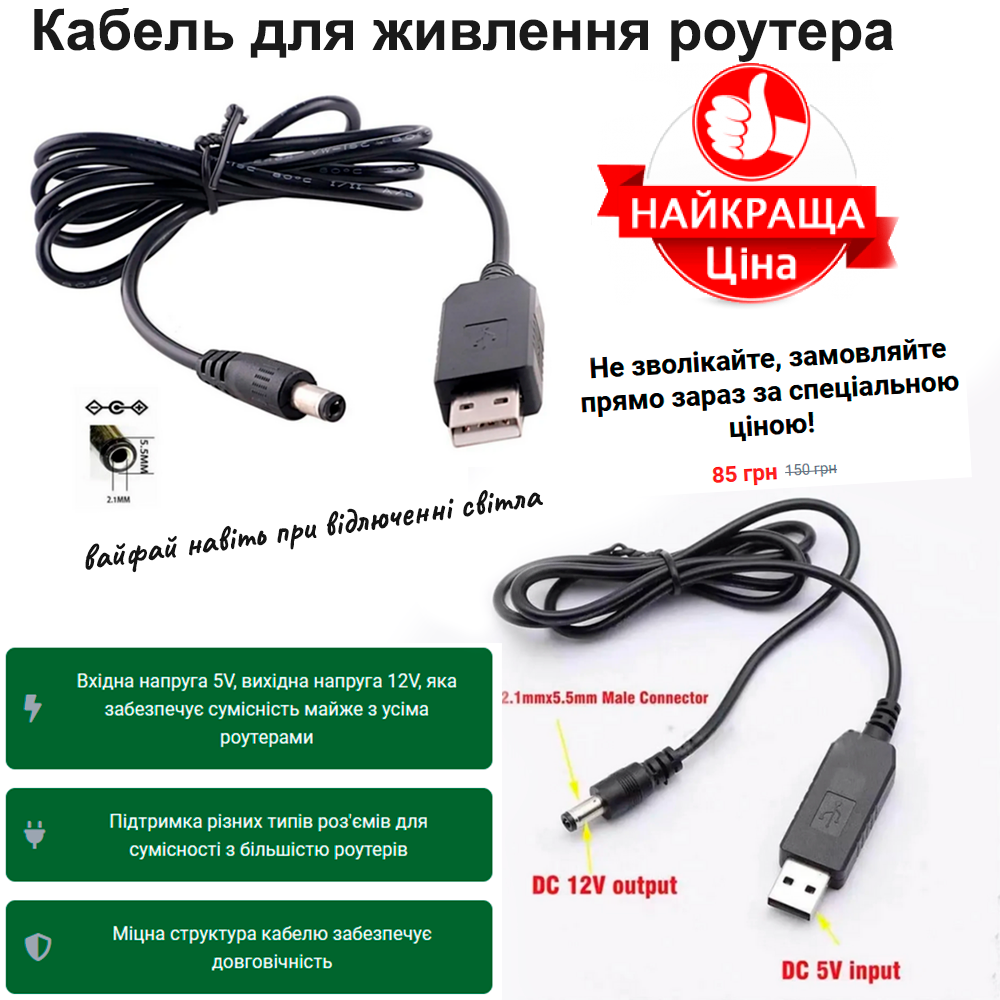 Кабель для живлення роутера
НАЙКРАЩА
Ціна
Не зволікайте, замовляйте
прямо зараз за спеціальною
ціною!
85 грн 150 грн
5.5MM
2.1MM
вайфай навіть при відлюченні світла
Вхідна напруга 5V, вихідна напруга 12V, яка
забезпечує сумісність майже з усіма
роутерами
Підтримка різних типів роз'ємів для
сумісності з більшістю роутерів
Міцна структура кабелю забезпечує
довговічність
2.1mmx5.5mm Male Connector
DC 12V output
DC 5V input